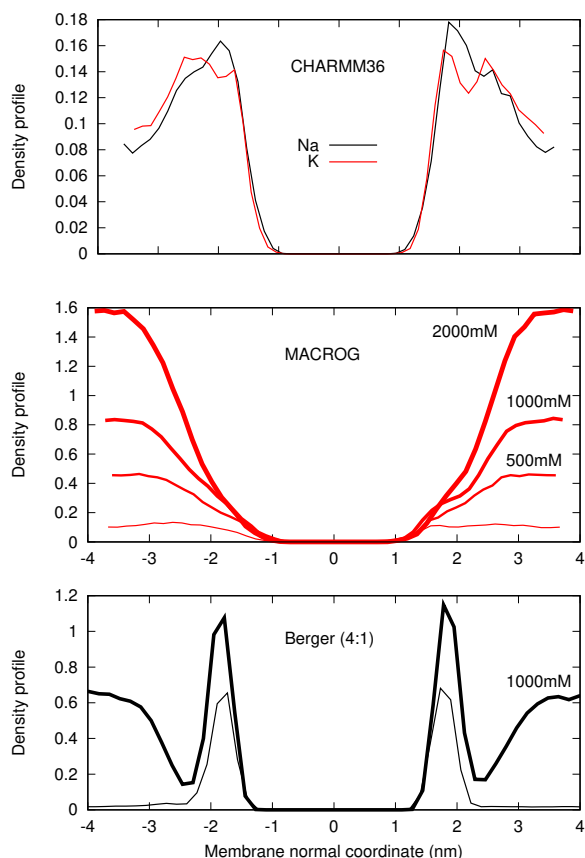 0.18
0.16
0.14
0.12
0.1
0.08
0.06
0.04
0.02
0
Density profile
CHARMM36
Na
K
1.6
1.4
1.2
1
0.8
0.6
0.4
0.2
0
Density profile
MACROG
2000mM
1000mM
500mM
-4 -3 -2 -1 0 1 2 3 4
1.2
1
0.8
0.6
0.4
0.2
0
Density profile
Berger (4:1)
1000mM
-4 -3 -2 -1 0 1 2 3 4
Membrane normal coordinate (nm)